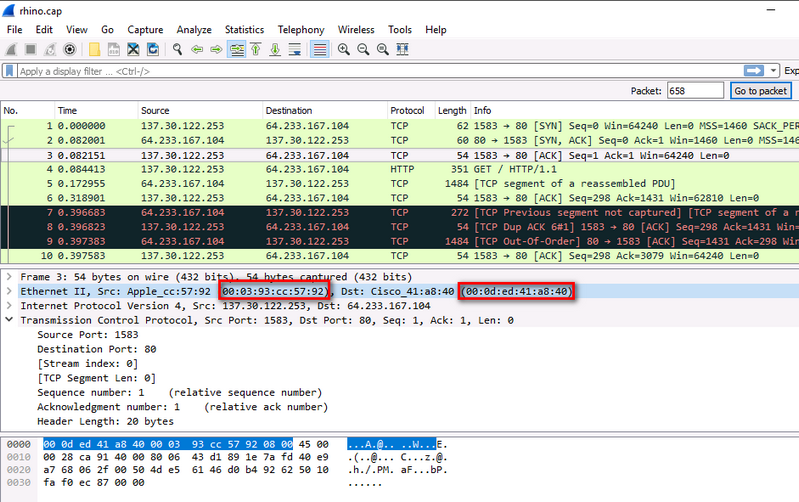 rhino.cap
File Edit View Go Capture Analyze Statistics Telephony Wireless Tools Help
Apply a display filter ... <Ctrl-/> Exp
Packet: 658 Go to packet
No. Time Source Destination Protocol Length Info
1 0.000000 137.30.122.253 64.233.167.104 TCP 62 1583 → 80 [SYN] Seq=0 Win=64240 Len=0 MSS=1460 SACK_PER
2 0.082001 64.233.167.104 137.30.122.253 TCP 60 80 → 1583 [SYN, ACK] Seq=0 Ack=1 Win=64240 Len=0 MSS=146
3 0.082151 137.30.122.253 64.233.167.104 TCP 54 1583 → 80 [ACK] Seq=1 Ack=1 Win=64240 Len=0
4 0.084413 137.30.122.253 64.233.167.104 HTTP 351 GET / HTTP/1.1
5 0.172955 64.233.167.104 137.30.122.253 TCP 1484 [TCP segment of a reassembled PDU]
6 0.318901 137.30.122.253 64.233.167.104 TCP 54 1583 → 80 [ACK] Seq=298 Ack=1431 Win=62810 Len=0
7 0.396683 64.233.167.104 137.30.122.253 TCP 272 [TCP Previous segment not captured] [TCP segment of a r
8 0.396823 137.30.122.253 64.233.167.104 TCP 54 [TCP Dup ACK 6#1] 1583 → 80 [ACK] Seq=298 Ack=1431 Win=
9 0.397383 64.233.167.104 137.30.122.253 TCP 1484 [TCP Out-Of-Order] 80 → 1583 [ACK] Seq=1431 Ack=298 Win
10 0.397583 137.30.122.253 64.233.167.104 TCP 54 1583 → 80 [ACK] Seq=298 Ack=3079 Win=64240 Len=0
Frame 3: 54 bytes on wire (432 bits), 54 bytes captured (432 bits)
Ethernet II, Src: Apple_cc:57:92 00:03:93:cc:57:92), Dst: Cisco_41:a8:40 (00:0d:ed:41:a8:40)
Internet Protocol Version 4, Src: 137.30.122.253, Dst: 64.233.167.104
Transmission Control Protocol, Src Port: 1583, Dst Port: 80, Seq: 1, Ack: 1, Len: 0
Source Port: 1583
Destination Port: 80
[Stream index: 0]
[TCP Segment Len: 0]
Sequence number: 1 (relative sequence number)
Acknowledgment number: 1 (relative ack number)
Header Length: 20 bytes
0000 00 0d ed 41 a8 40 00 03 93 cc 57 92 08 00 45 00 ...A.@.. ..W...E.
0010 00 28 ca 91 40 00 80 06 43 d1 89 1e 7a fd 40 e9 .(..@... C...z.@.
0020 a7 68 06 2f 00 50 4d e5 61 46 d0 b4 92 62 50 10 .h./.PM. aF...bP.
0030 fa f0 ec 87 00 00 ......